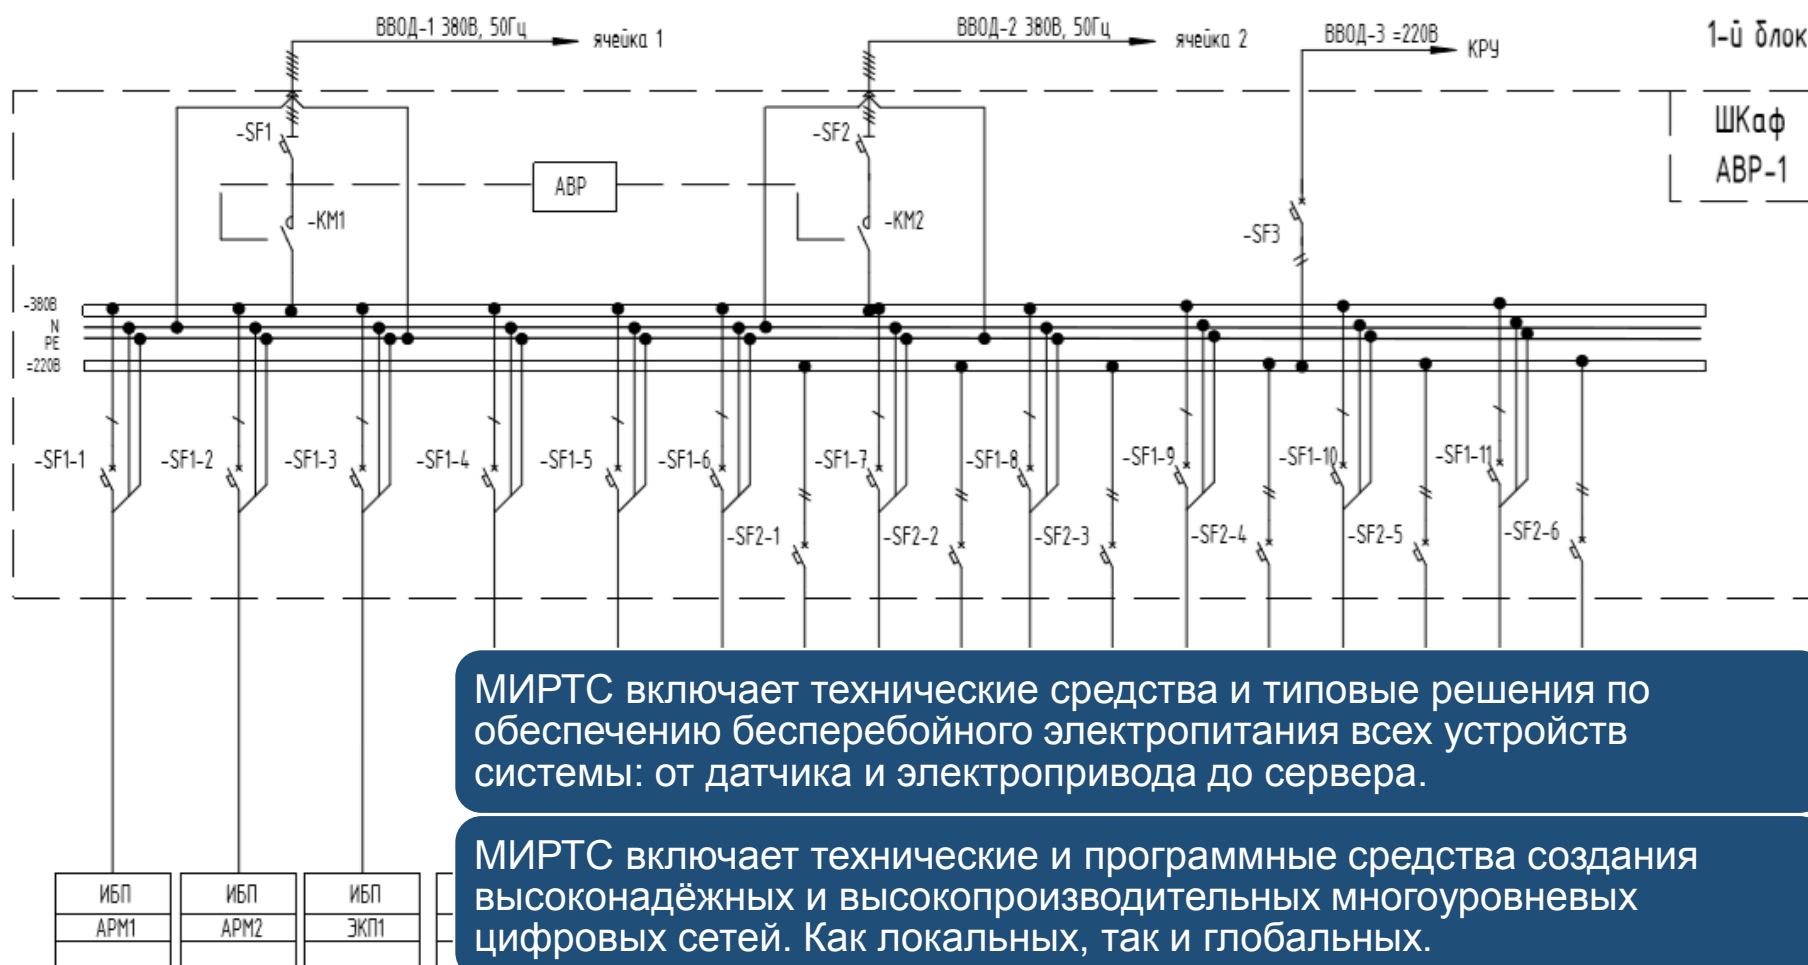 ВВОД-1 380В, 50Гц
ячейка 1
ВВОД-2 380В, 50Гц
ячейка 2
ВВОД-3 =220В
КРУ
1-й блок
ШКаф
АВР-1
-SF1
-SF2
АВР
-KM1
-KM2
-SF3
~380В
N
PE
=220В
-SF1-1
-SF1-2
-SF1-3
-SF1-4
-SF1-5
-SF1-6
-SF1-7
-SF1-8
-SF1-9
-SF1-10
-SF1-11
-SF2-1
-SF2-2
-SF2-3
-SF2-4
-SF2-5
-SF2-6
МИРТС включает технические средства и типовые решения по
обеспечению бесперебойного электропитания всех устройств
системы: от датчика и электропривода до сервера.
МИРТС включает технические и программные средства создания
высоконадёжных и высокопроизводительных многоуровневых
цифровых сетей. Как локальных, так и глобальных.
ИБП
ИБП
ИБП
АРМ1
АРМ2
ЭКП1